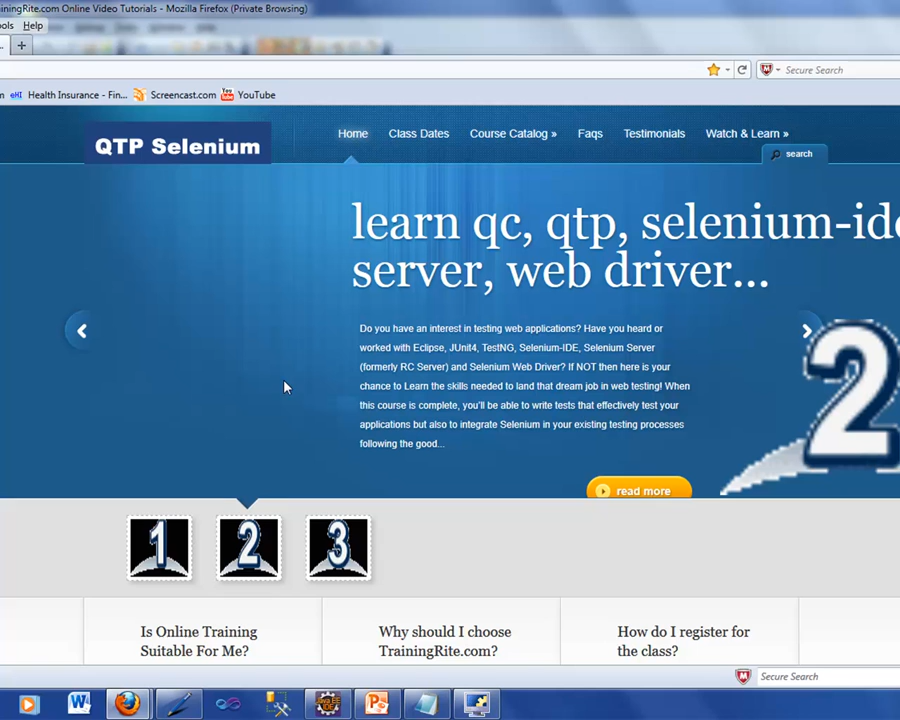 iningRite.com Online Video Tutorials - Mozilla Firefox (Private Browsing)
ols Help
Health Insurance - Fin... Screencast.com YouTube
Secure Search
QTP Selenium
Home Class Dates Course Catalog » Faqs Testimonials Watch & Learn »
search
learn qc, qtp, selenium-ide
server, web driver...
Do you have an interest in testing web applications? Have you heard or
worked with Eclipse, JUnit4, TestNG, Selenium-IDE, Selenium Server
(formerly RC Server) and Selenium Web Driver? If NOT then here is your
chance to Learn the skills needed to land that dream job in web testing! When
this course is complete, you'll be able to write tests that effectively test your
applications but also to integrate Selenium in your existing testing processes
following the good...
2
read more
1 2 3
Is Online Training
Suitable For Me?
Why should I choose
TrainingRite.com?
How do I register for
the class?
Secure Search